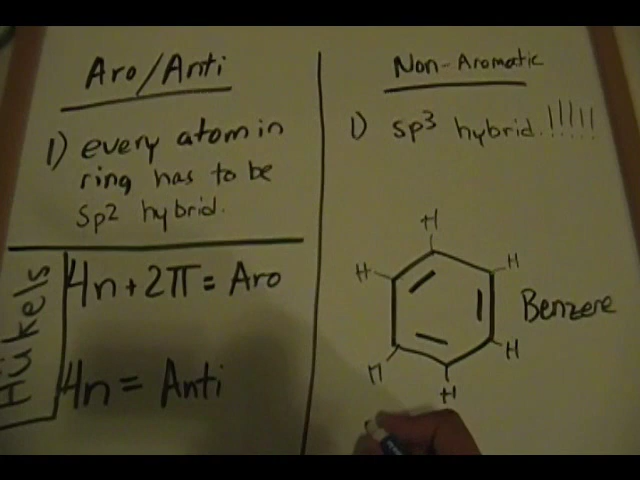 Aro/Anti
1) every atom in
ring has to be
sp2 hybrid.
Hükels
4n+2π = Aro
4n = Anti
Non-Aromatic
1) sp³ hybrid.!!!!!
H
H
H
Benzene
H
H
H